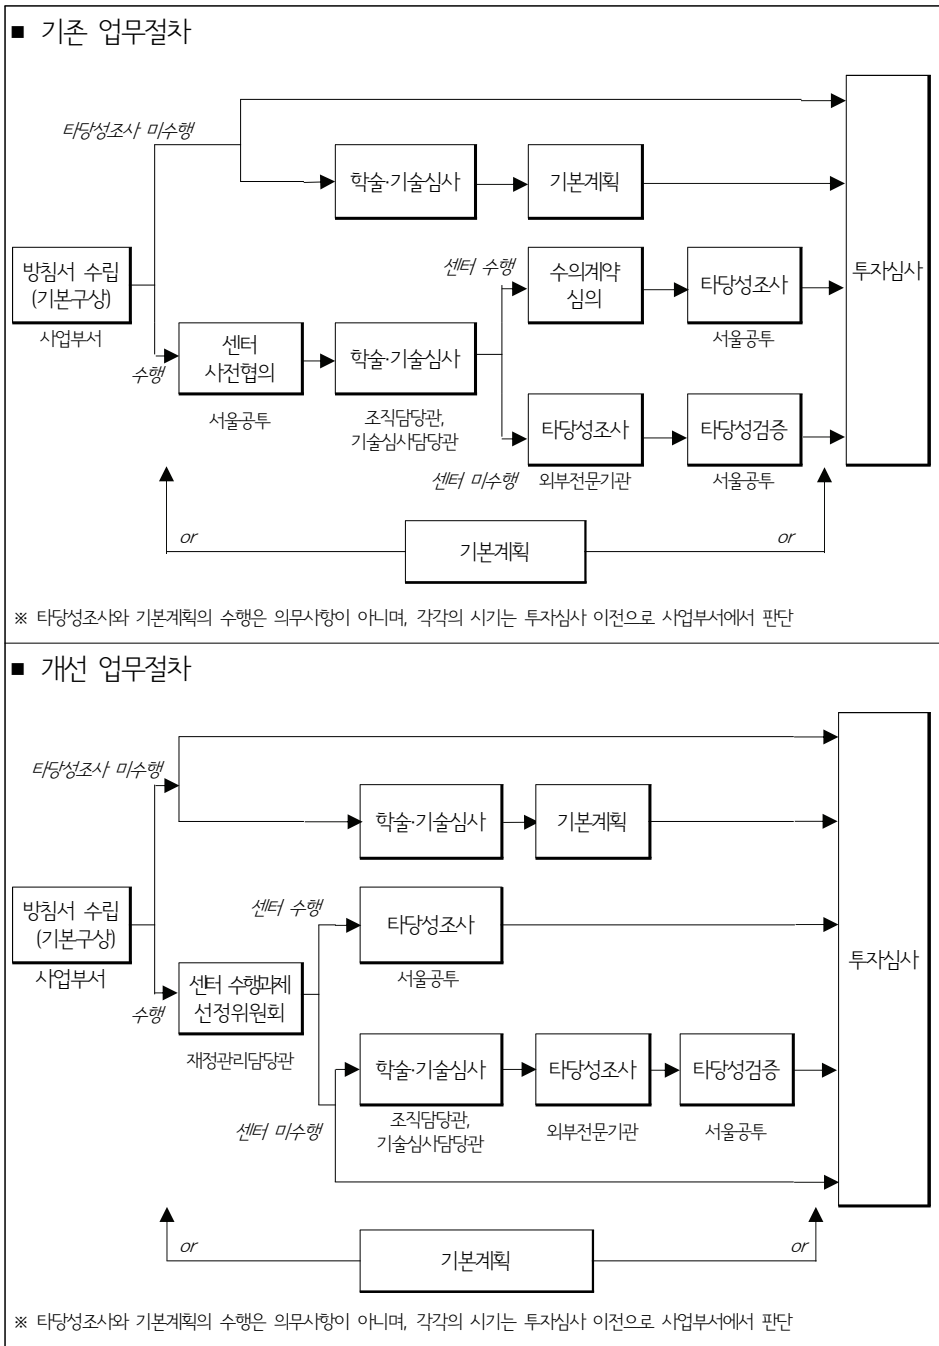 ■ 기존 업무절차
타당성조사 미수행
학술·기술심사
기본계획
투자심사
방침서 수립
(기본구상)
사업부서
수행
센터
사전협의
서울공투
학술·기술심사
조직담당관,
기술심사담당관
센터 수행
수의계약
심의
타당성조사
서울공투
센터 미수행
타당성조사
외부전문기관
타당성검증
서울공투
or
기본계획
or
※ 타당성조사와 기본계획의 수행은 의무사항이 아니며, 각각의 시기는 투자심사 이전으로 사업부서에서 판단
■ 개선 업무절차
타당성조사 미수행
학술·기술심사
기본계획
투자심사
방침서 수립
(기본구상)
사업부서
수행
센터 수행과제
선정위원회
재정관리담당관
센터 수행
타당성조사
서울공투
센터 미수행
학술·기술심사
조직담당관,
기술심사담당관
타당성조사
외부전문기관
타당성검증
서울공투
or
기본계획
or
※ 타당성조사와 기본계획의 수행은 의무사항이 아니며, 각각의 시기는 투자심사 이전으로 사업부서에서 판단